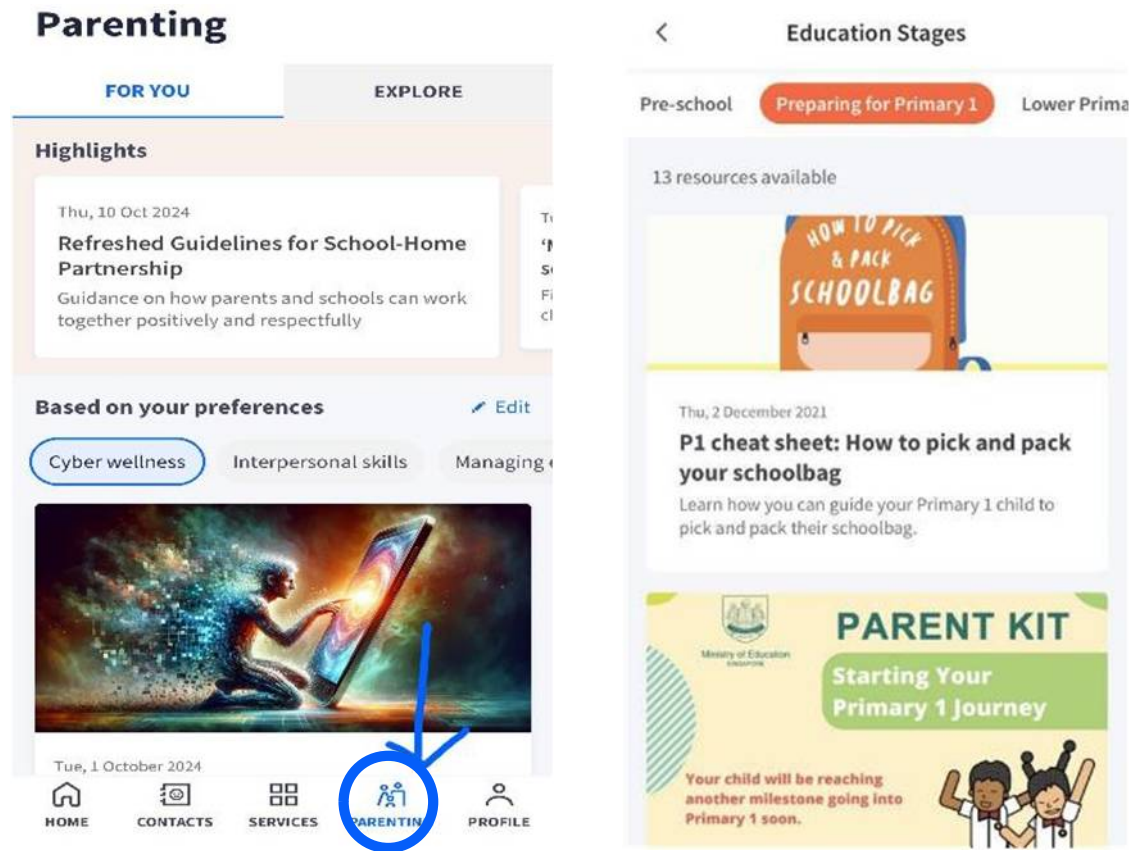 Parenting
FOR YOU
EXPLORE
Highlights
Thu, 10 Oct 2024
Refreshed Guidelines for School-Home
Partnership
Guidance on how parents and schools can work
together positively and respectfully
Based on your preferences
Edit
Cyber wellness
Interpersonal skills
Managing
Tue, 1 October 2024
HOME
CONTACTS
SERVICES
PARENTIN
PROFILE
Education Stages
Pre-school
Preparing for Primary 1
Lower Prima
13 resources available
HOW TO PICK
& PACK
SCHOOLBAG
Thu, 2 December 2021
P1 cheat sheet: How to pick and pack
your schoolbag
Learn how you can guide your Primary 1 child to
pick and pack their schoolbag.
Ministry of Education
SINGAPORE
PARENT KIT
Starting Your
Primary 1 Journey
Your child will be reaching
another milestone going into
Primary 1 soon.